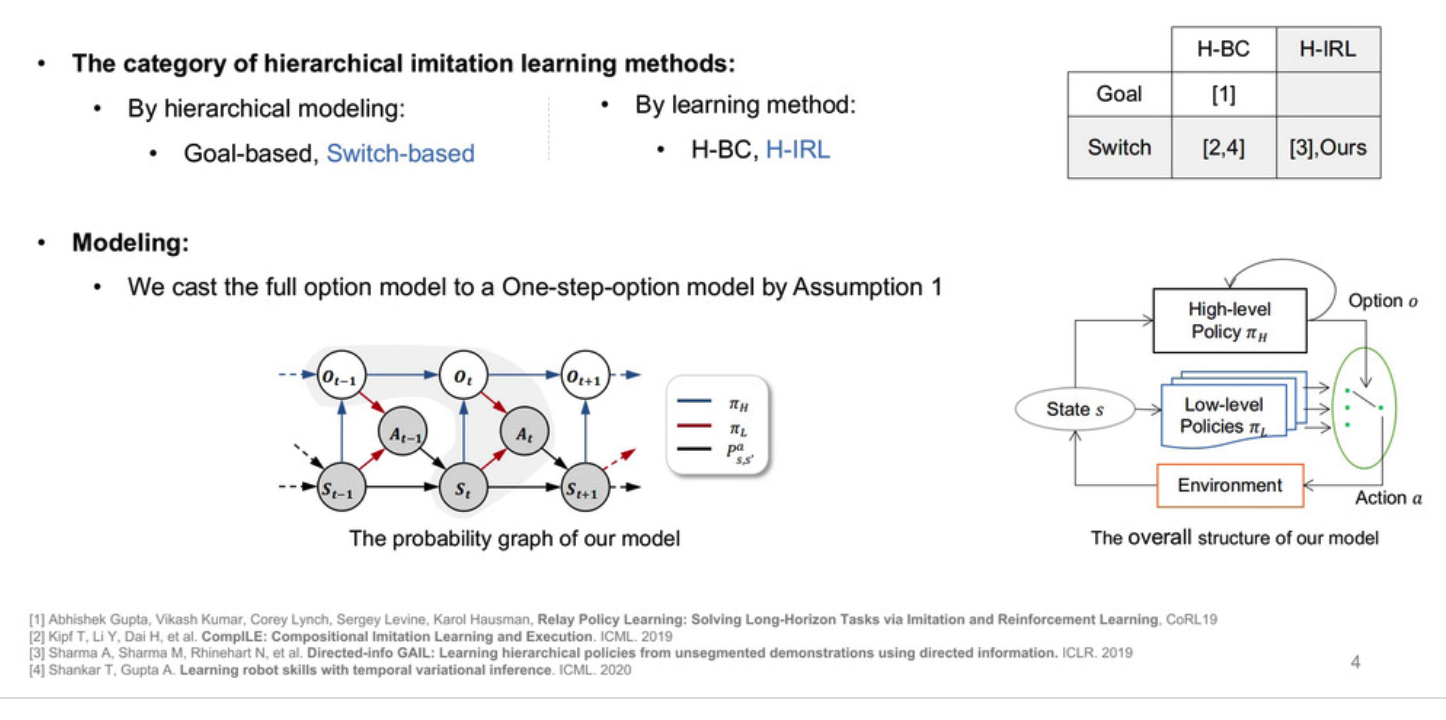 • The category of hierarchical imitation learning methods:
• By hierarchical modeling:
• Goal-based, Switch-based
• By learning method:
• H-BC, H-IRL
H-BC H-IRL
Goal [1]
Switch [2,4] [3],Ours
• Modeling:
• We cast the full option model to a One-step-option model by Assumption 1
O_{t−1} O_t O_{t+1}
A_{t−1} A_t
S_{t−1} S_t S_{t+1}
π_H
π_L
P^a_{s,s'}
The probability graph of our model
High-level
Policy π_H
Option o
State s
Low-level
Policies π_L
Environment
Action a
The overall structure of our model
[1] Abhishek Gupta, Vikash Kumar, Corey Lynch, Sergey Levine, Karol Hausman, Relay Policy Learning: Solving Long-Horizon Tasks via Imitation and Reinforcement Learning, CoRL19
[2] Kipf T, Li Y, Dai H, et al. CompILE: Compositional Imitation Learning and Execution. ICML. 2019
[3] Sharma A, Sharma M, Rhinehart N, et al. Directed-info GAIL: Learning hierarchical policies from unsegmented demonstrations using directed information. ICLR. 2019
[4] Shankar T, Gupta A. Learning robot skills with temporal variational inference. ICML. 2020
4